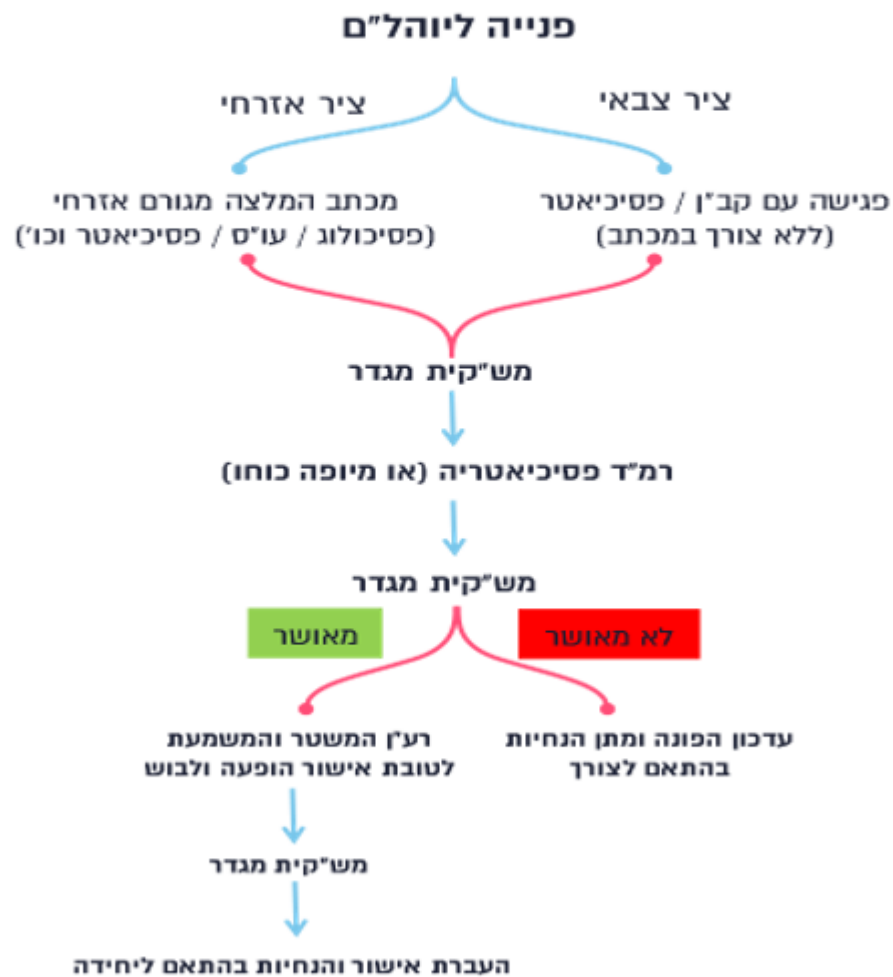 פנייה ליוהל"ם
ציר צבאי
ציר אזרחי
פגישה עם קב"ן / פסיכיאטר
(ללא צורך במכתב)
מכתב המלצה מגורם אזרחי
(פסיכולוג / עו"ס / פסיכיאטר וכו')
מש"קית מגדר
רמ"ד פסיכיאטריה (או מיופה כוחו)
מש"קית מגדר
לא מאושר
מאושר
עדכון הפונה ומתן הנחיות
בהתאם לצורך
רע"ן המשטר והמשמעת
לטובת אישור הופעה ולבוש
מש"קית מגדר
העברת אישור והנחיות בהתאם ליחידה